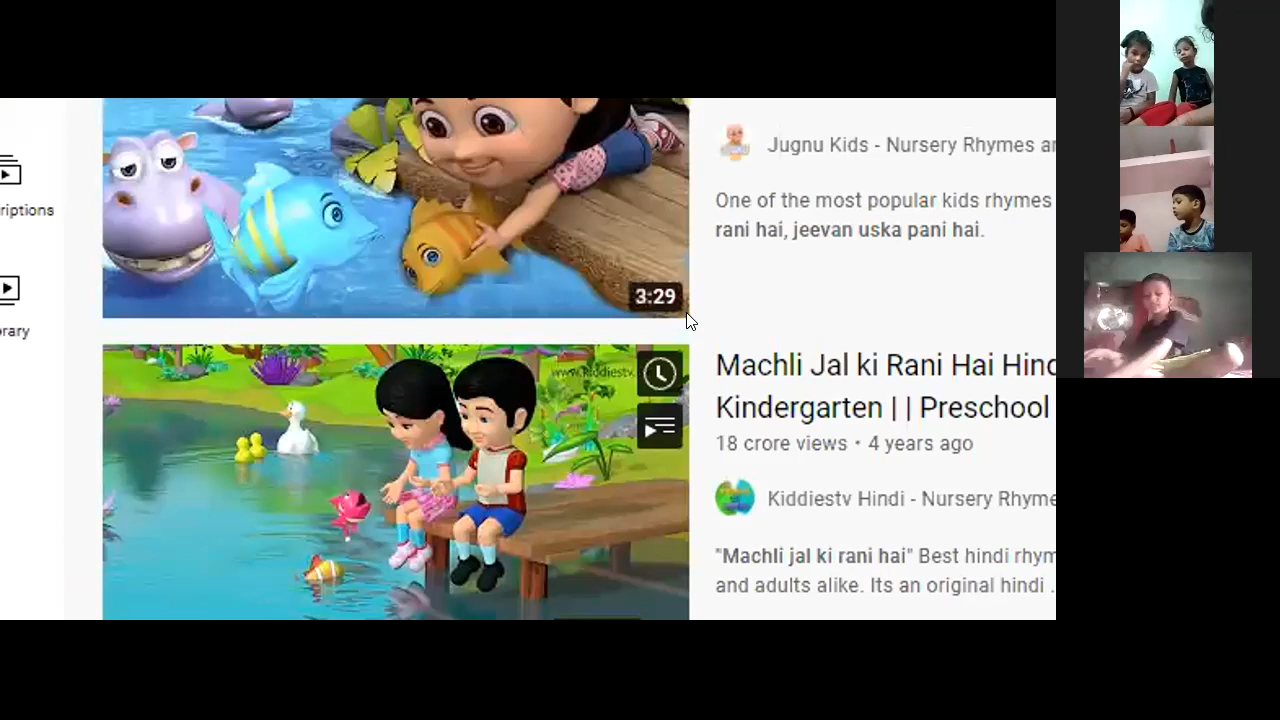 riptions
rary
3:29
Jugnu Kids - Nursery Rhymes ar
One of the most popular kids rhymes
rani hai, jeevan uska pani hai.
www.kiddiestv.
Machli Jal ki Rani Hai Hind
Kindergarten | | Preschool
18 crore views • 4 years ago
Kiddiestv Hindi - Nursery Rhyme
"Machli jal ki rani hai" Best hindi rhym
and adults alike. Its an original hindi .